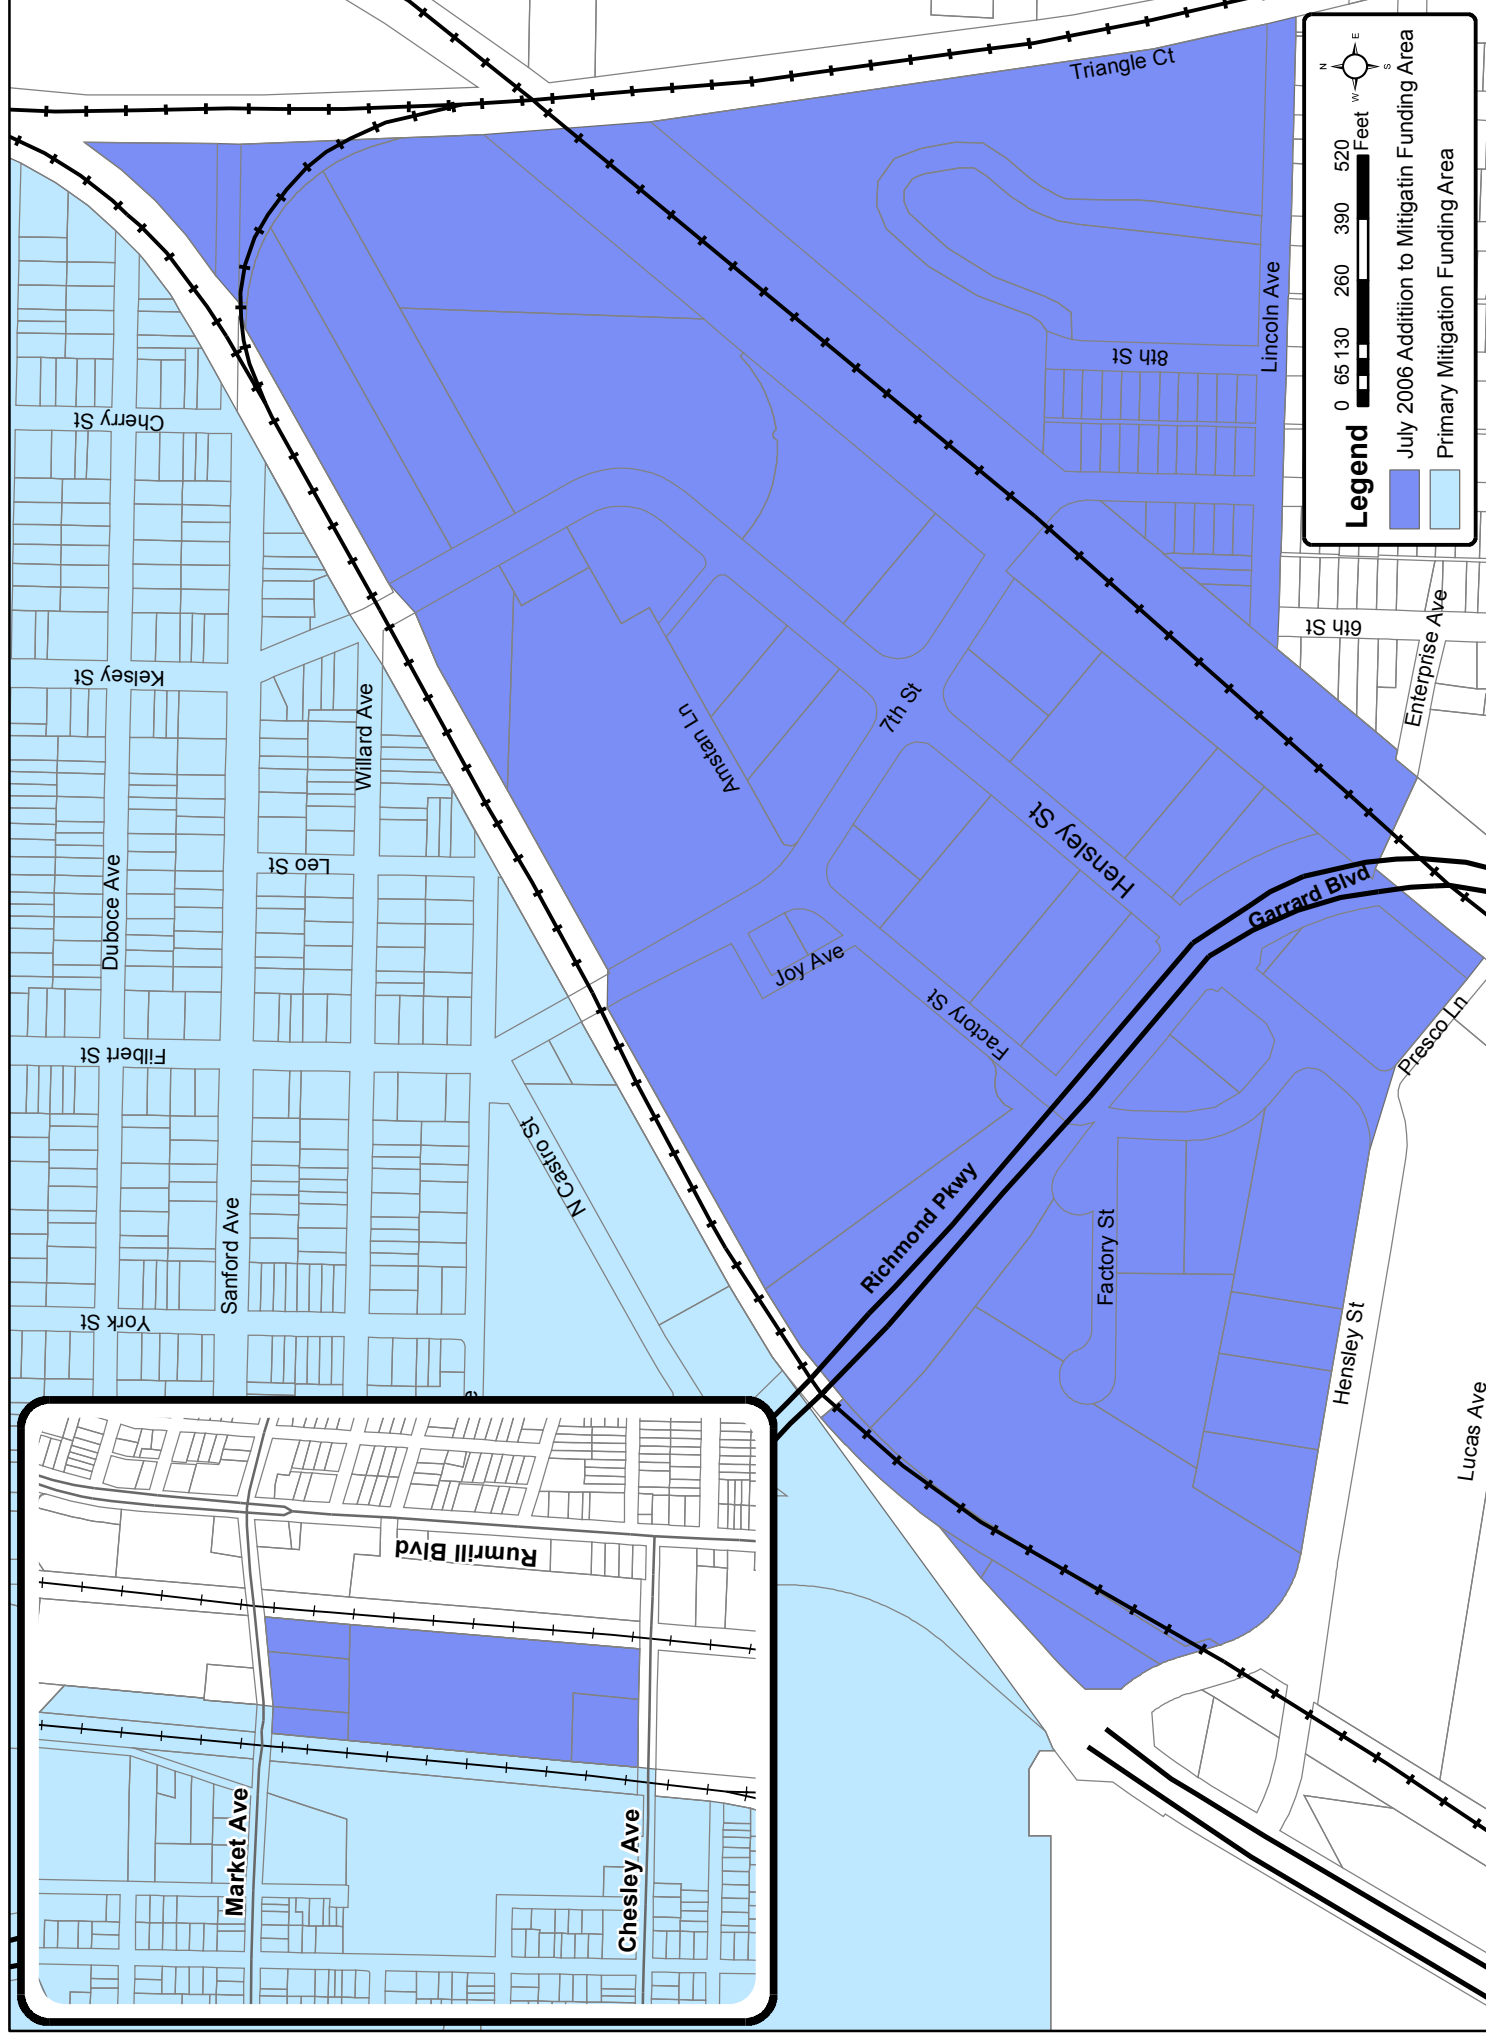 Triangle Ct
Cherry St
Lincoln Ave
8th St
Kelsey St
Willard Ave
6th St
Enterprise Ave
Amstan Ln
7th St
Duboce Ave
Leo St
Hensley St
Garrard Blvd
Joy Ave
Factory St
Filbert St
Presco Ln
N Castro St
Richmond Pkwy
Sanford Ave
Factory St
York St
Hensley St
Lucas Ave
Rumrill Blvd
Market Ave
Chesley Ave
N
W E
S
0 65 130 260 390 520
Feet
Legend
July 2006 Additiion to Mitigatin Funding Area
Primary Mitigation Funding Area